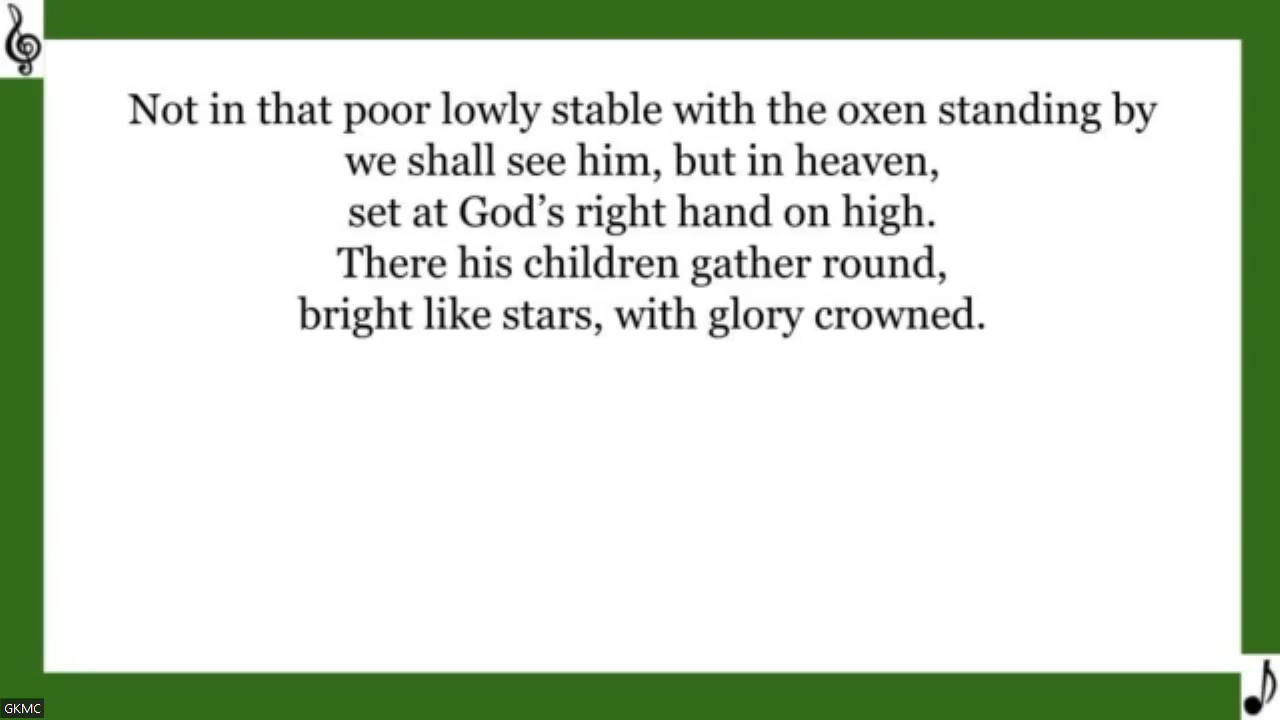 Not in that poor lowly stable with the oxen standing by
we shall see him, but in heaven,
set at God’s right hand on high.
There his children gather round,
bright like stars, with glory crowned.
GKMC